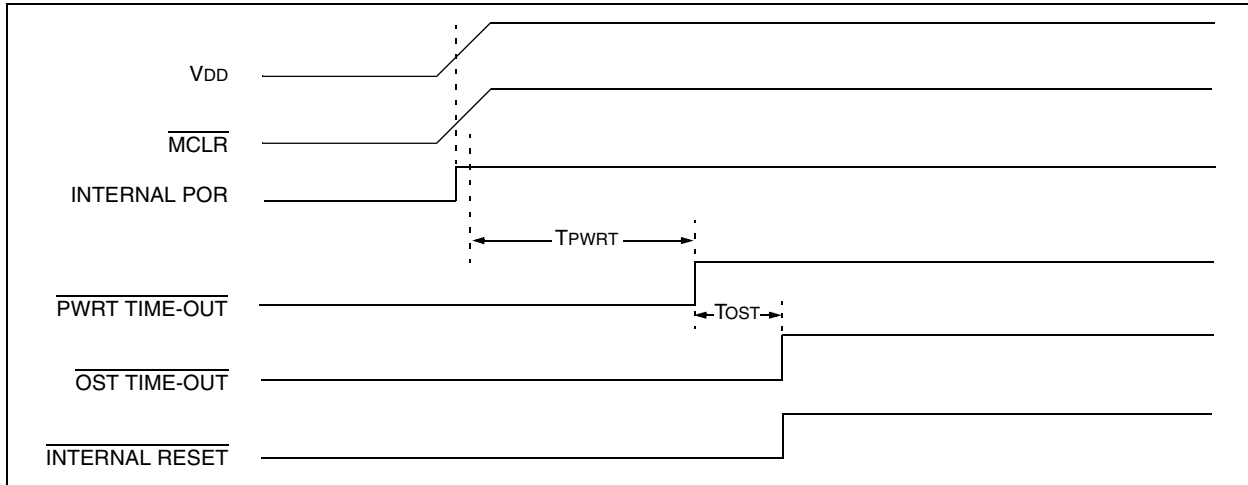 VDD
MCLR
INTERNAL POR
TPWRT
PWRT TIME-OUT
TOST
OST TIME-OUT
INTERNAL RESET